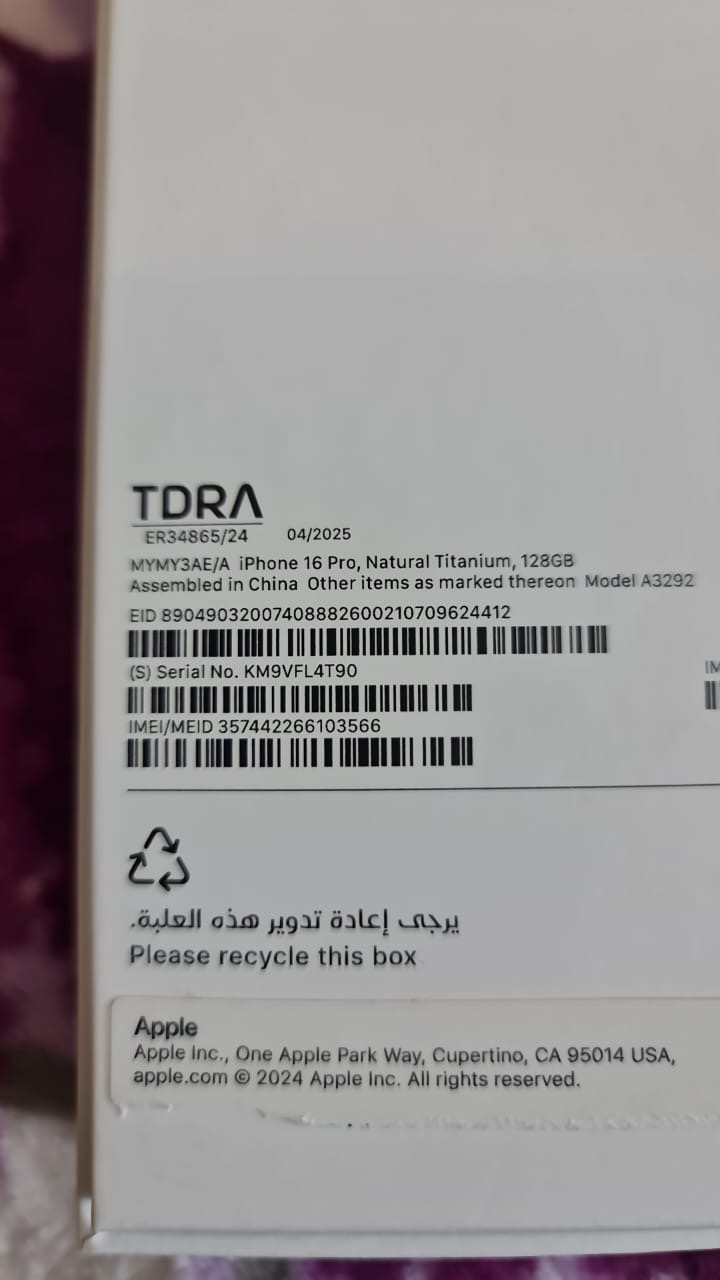 TDRA
ER34865/24 04/2025
MYMY3AE/A iPhone 16 Pro, Natural Titanium, 128GB
Assembled in China Other items as marked thereon Model A3292
EID 89049032007408882600210709624412
(S) Serial No. KM9VFL4T90
IM
IMEI/MEID 357442266103566
يرجى إعادة تدوير هذه العلبة.
Please recycle this box
Apple
Apple Inc., One Apple Park Way, Cupertino, CA 95014 USA,
apple.com © 2024 Apple Inc. All rights reserved.